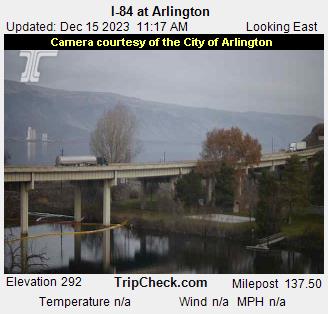 I-84 at Arlington
Updated: Dec 15 2023 11:17 AM Looking East
Camera courtesy of the City of Arlington
Elevation 292 TripCheck.com Milepost 137.50
Temperature n/a Wind n/a MPH n/a